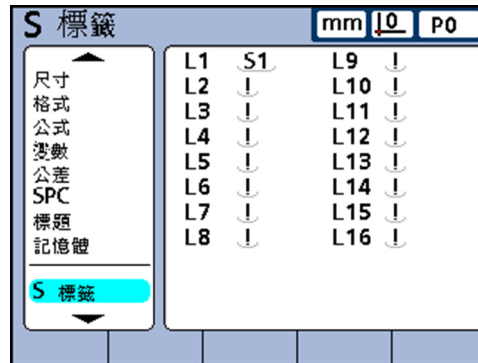 S 標籤 mm 0 P0
尺寸
格式
公式
變數
公差
SPC
標題
記憶體
S 標籤
L1 S1 L9 !
L2 ! L10 !
L3 ! L11 !
L4 ! L12 !
L5 ! L13 !
L6 ! L14 !
L7 ! L15 !
L8 ! L16 !